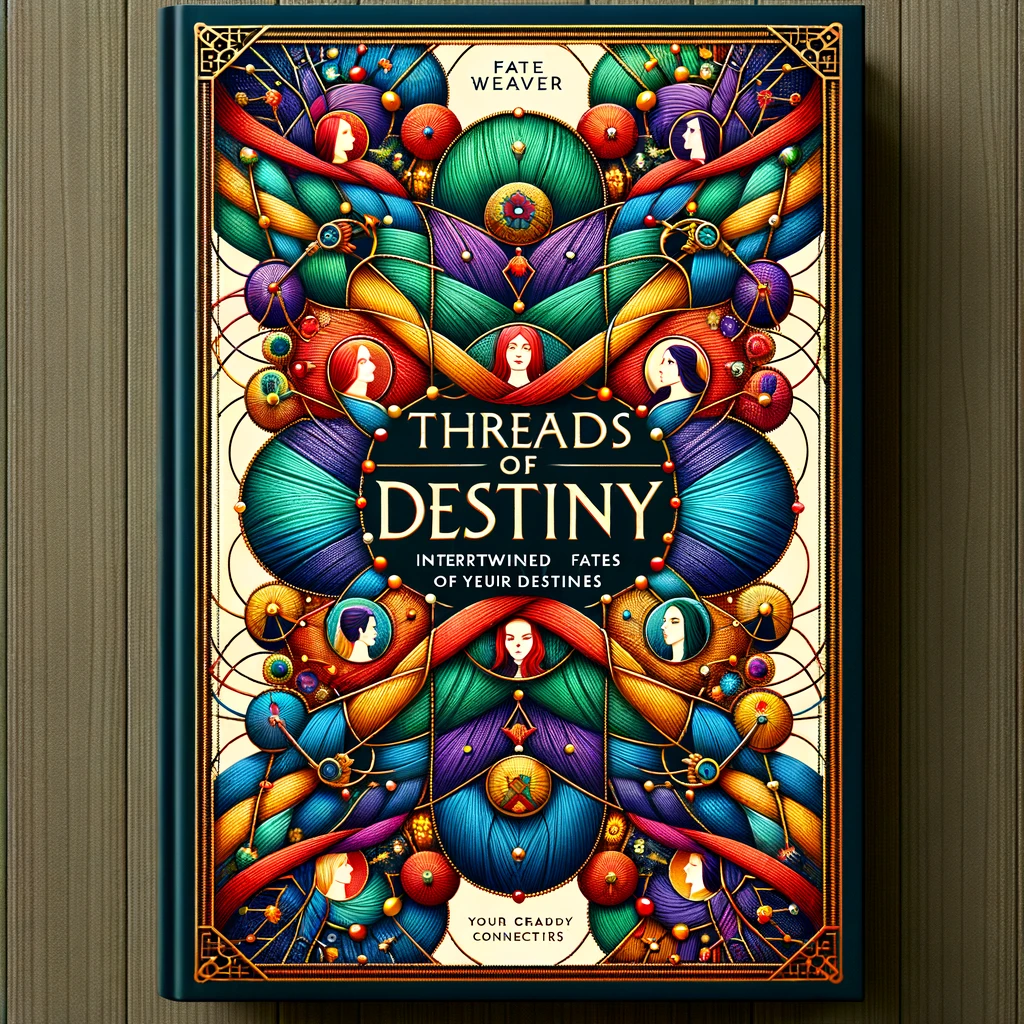 FATE
WEAVER
THREADS
OF
DESTINY
INTERRTWINED FATES
OF YEUIR DESTINES
YOUR CRADDY
CONNECTIRS